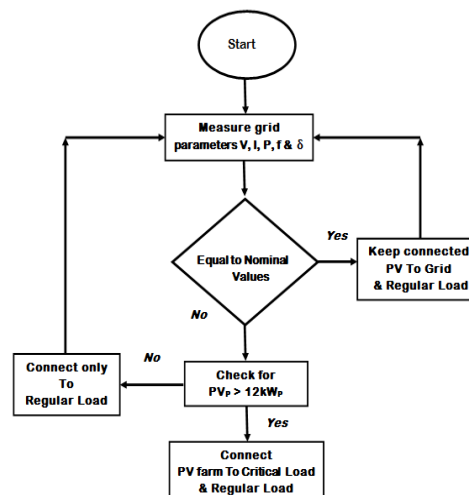 Start
Measure grid
parameters V, I, P, f & δ
Yes
Equal to Nominal
Values
Keep connected
PV To Grid
& Regular Load
No
Connect only
To
Regular Load
No
Check for
PVₚ > 12kWₚ
Yes
Connect
PV farm To Critical Load
& Regular Load